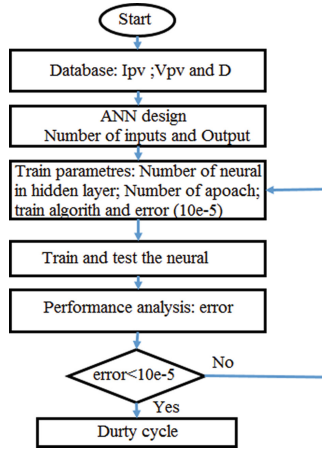 Start
Database: Ipv ;Vpv and D
ANN design
Number of inputs and Output
Train parametres: Number of neural
in hidden layer; Number of apoach;
train algorith and error (10e-5)
Train and test the neural
Performance analysis: error
error<10e-5
No
Yes
Durty cycle